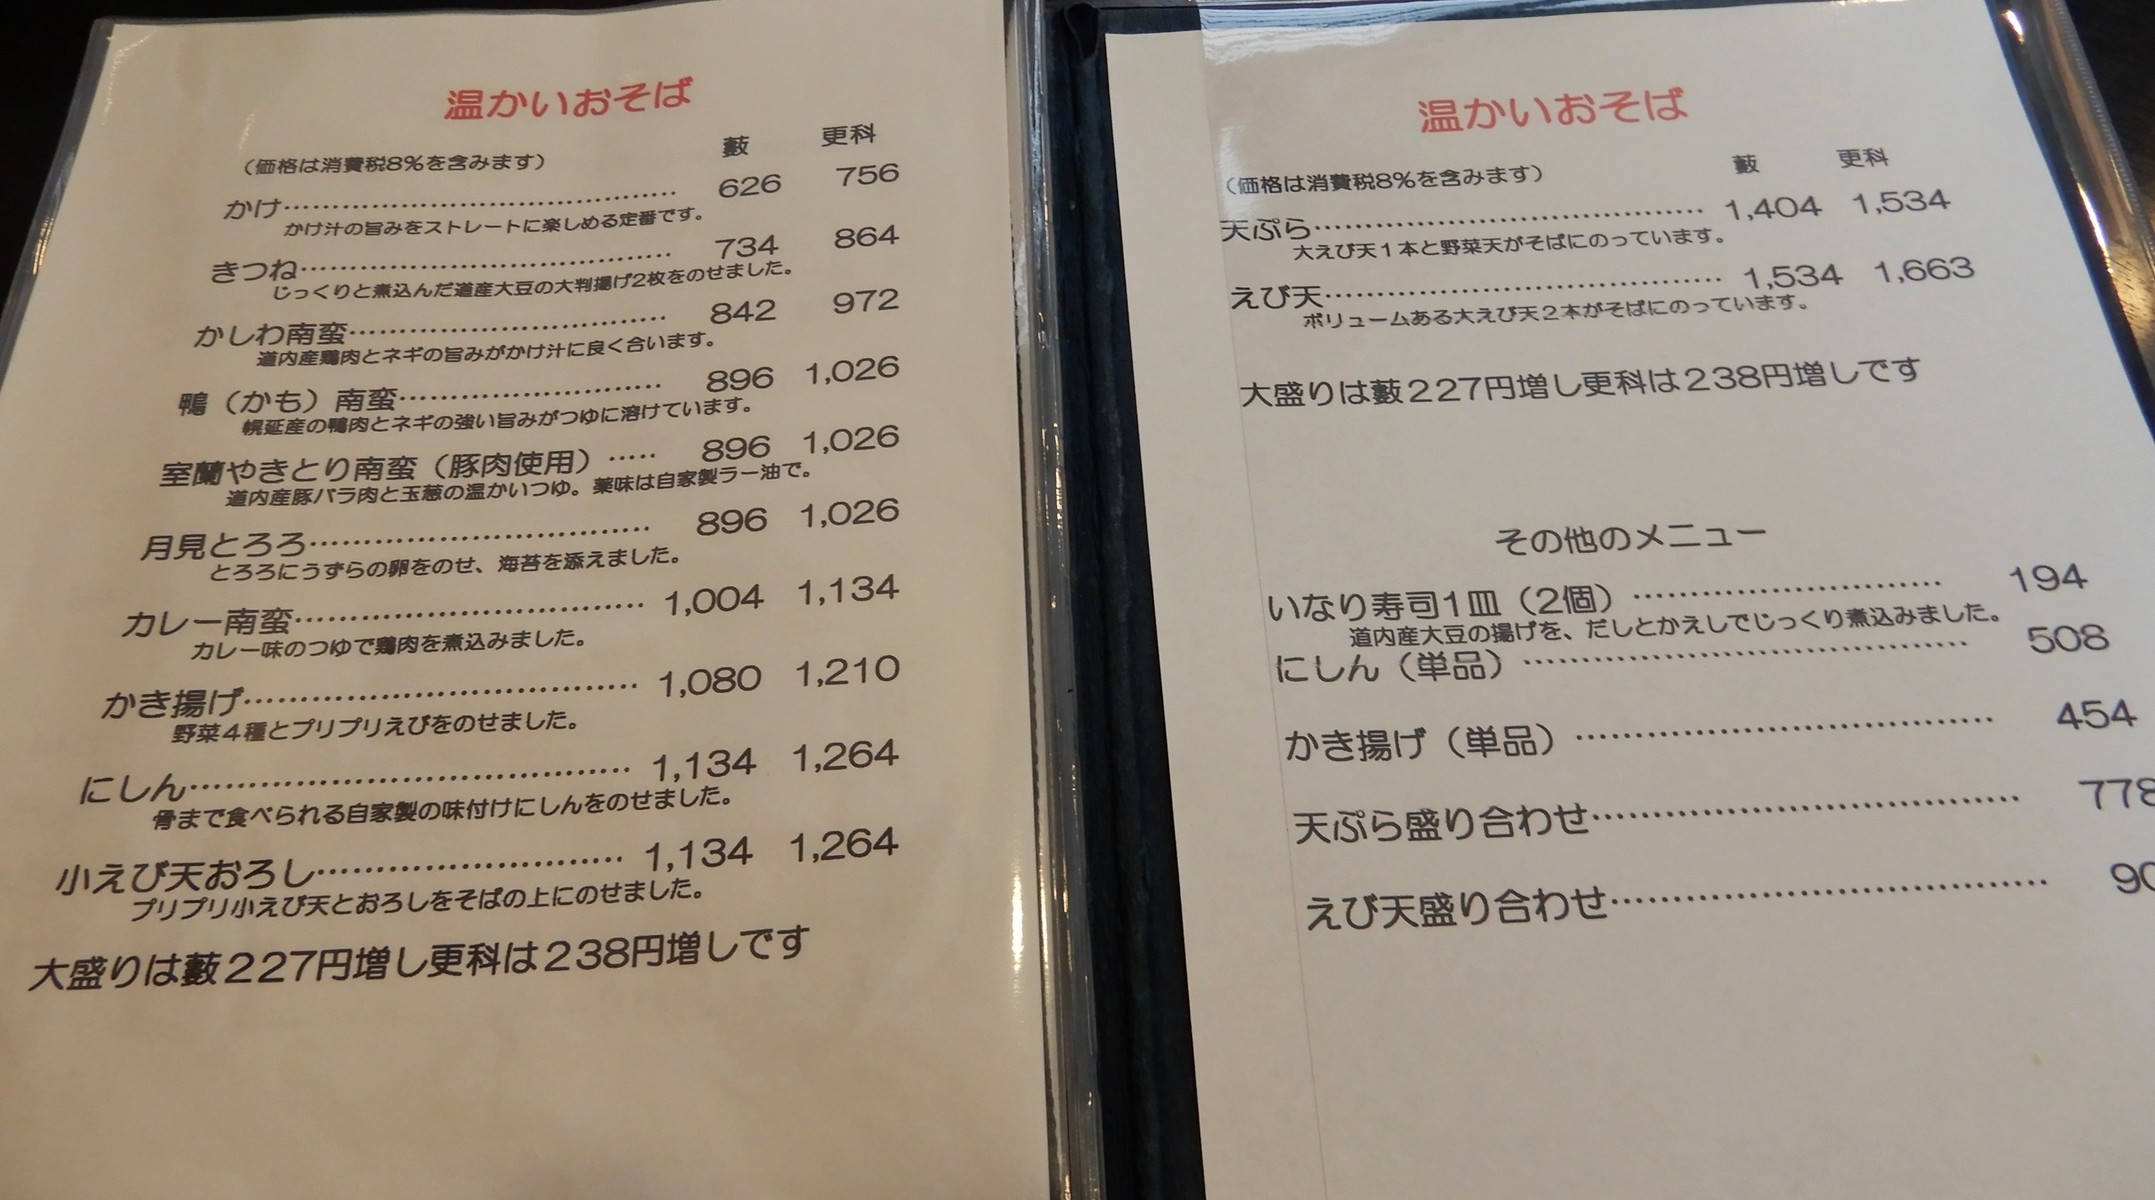 温かいおそば
(価格は消費税8%を含みます) 藪 更科
かけ…………………………………… 626 756
かけ汁の旨みをストレートに楽しめる定番です。
きつね………………………………… 734 864
じっくりと煮込んだ道産大豆の大判揚げ2枚をのせました。
かしわ南蛮…………………………… 842 972
道内産鶏肉とネギの旨みがかけ汁に良く合います。
鴨(かも)南蛮……………………… 896 1,026
幌延産の鴨肉とネギの強い旨みがつゆに溶けています。
室蘭やきとり南蛮(豚肉使用)…… 896 1,026
道内産豚バラ肉と玉葱の温かいつゆ。薬味は自家製ラー油で。
月見とろろ…………………………… 896 1,026
とろろにうずらの卵をのせ、海苔を添えました。
カレー南蛮…………………………… 1,004 1,134
カレー味のつゆで鶏肉を煮込みました。
かき揚げ……………………………… 1,080 1,210
野菜4種とプリプリえびをのせました。
にしん………………………………… 1,134 1,264
骨まで食べられる自家製の味付けにしんをのせました。
小えび天おろし……………………… 1,134 1,264
プリプリ小えび天とおろしをそばの上にのせました。
大盛りは藪227円増し更科は238円増しです
温かいおそば
(価格は消費税8%を含みます) 藪 更科
天ぷら………………………………… 1,404 1,534
大えび天1本と野菜天がそばにのっています。
えび天………………………………… 1,534 1,663
ボリュームある大えび天2本がそばにのっています。
大盛りは藪227円増し更科は238円増しです
その他のメニュー
いなり寿司1皿(2個)…………………… 194
道内産大豆の揚げを、だしとかえしでじっくり煮込みました。
にしん(単品)…………………………… 508
かき揚げ(単品)………………………… 454
天ぷら盛り合わせ………………………… 778
えび天盛り合わせ…………………………